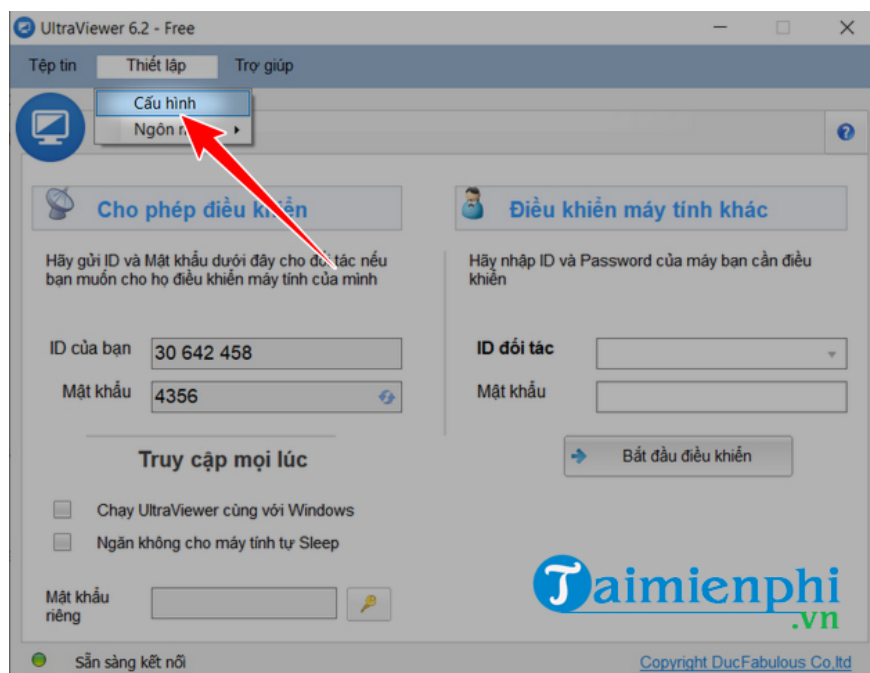 UltraViewer 6.2 - Free
Tệp tin Thiết lập Trợ giúp
Cấu hình
Ngôn
Cho phép điều khiển
Hãy gửi ID và Mật khẩu dưới đây cho đối tác nếu
bạn muốn cho họ điều khiển máy tính của mình
ID của bạn 30 642 458
Mật khẩu 4356
Truy cập mọi lúc
Chạy UltraViewer cùng với Windows
Ngăn không cho máy tính tự Sleep
Mật khẩu
riêng
Điều khiển máy tính khác
Hãy nhập ID và Password của máy bạn cần điều
khiển
ID đối tác
Mật khẩu
Bắt đầu điều khiển
Taimienphi
.vn
Sẵn sàng kết nối
Copyright DucFabulous Co,ltd